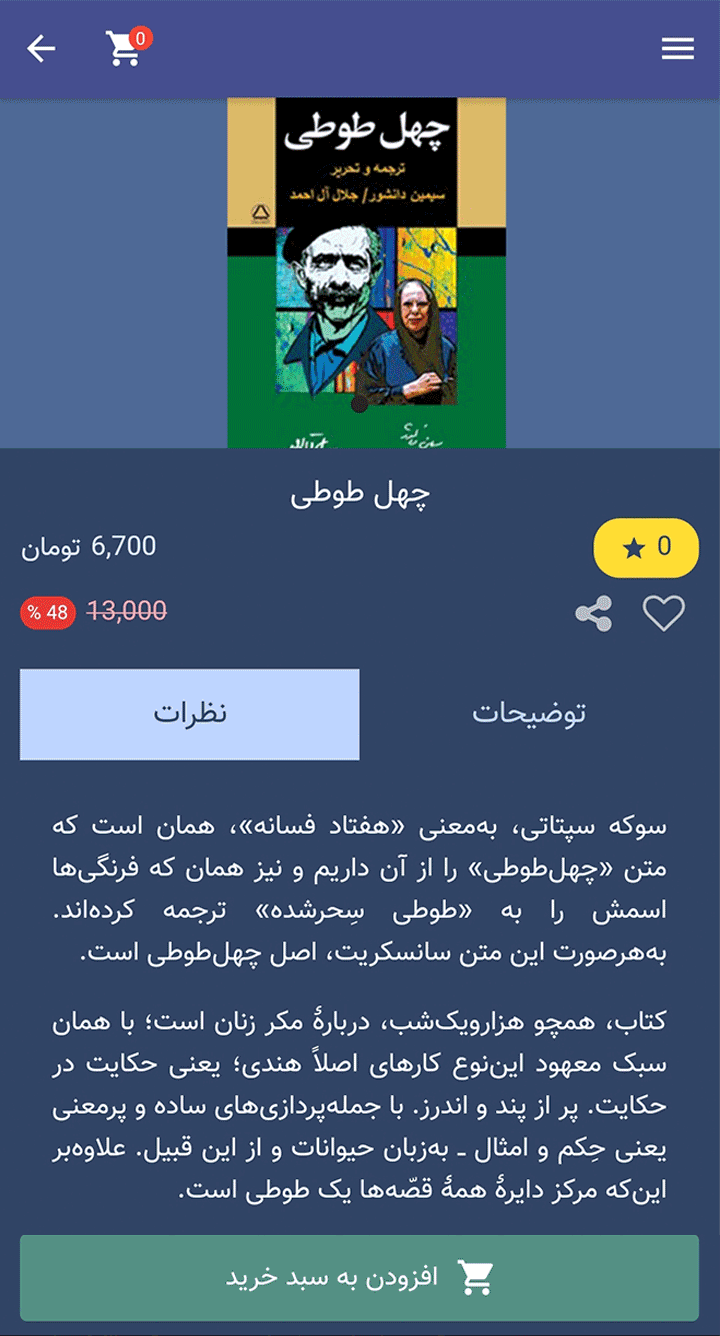 0
چهل طوطی
ترجمه و تحریر
سیمین دانشور/ جلال آل احمد
چهل طوطی
0
6,700 تومان
13,000
48 %
توضیحات
نظرات
سوکه سپتاتی، به‌معنی «هفتاد فسانه»، همان است که
متن «چهل‌طوطی» را از آن داریم و نیز همان که فرنگی‌ها
اسمش را به «طوطی سِحرشده» ترجمه کرده‌اند.
به‌هرصورت این متن سانسکریت، اصل چهل‌طوطی است.
کتاب، همچو هزارویک‌شب، دربارهٔ مکر زنان است؛ با همان
سبک معهود این‌نوع کارهای اصلاً هندی؛ یعنی حکایت در
حکایت. پر از پند و اندرز. با جمله‌پردازی‌های ساده و پرمعنی
یعنی حِکم و امثال ـ به‌زبان حیوانات و از این قبیل. علاوه‌بر
این‌که مرکز دایرهٔ همهٔ قصّه‌ها یک طوطی است.
افزودن به سبد خرید